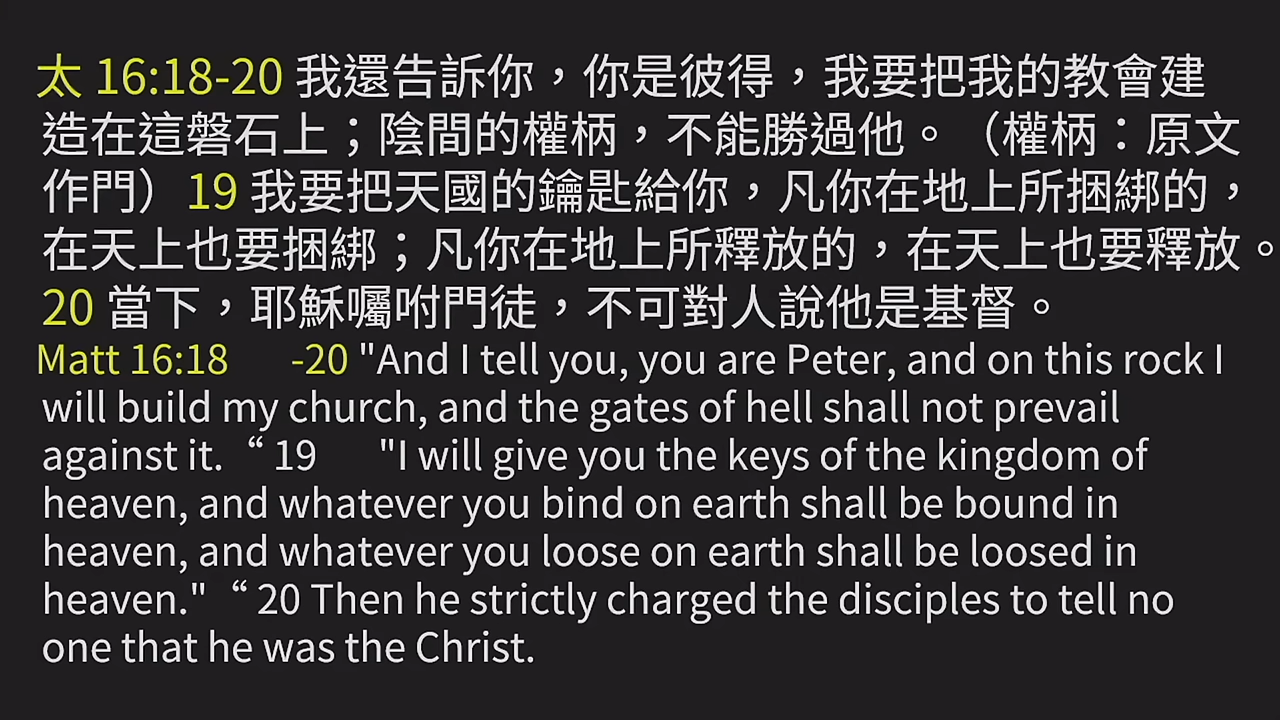 太 16:18-20 我還告訴你，你是彼得，我要把我的教會建
造在這磐石上；陰間的權柄，不能勝過他。（權柄：原文
作門）19 我要把天國的鑰匙給你，凡你在地上所捆綁的，
在天上也要捆綁；凡你在地上所釋放的，在天上也要釋放。
20 當下，耶穌囑咐門徒，不可對人說他是基督。
Matt 16:18 -20 "And I tell you, you are Peter, and on this rock I
will build my church, and the gates of hell shall not prevail
against it. “ 19 "I will give you the keys of the kingdom of
heaven, and whatever you bind on earth shall be bound in
heaven, and whatever you loose on earth shall be loosed in
heaven." “ 20 Then he strictly charged the disciples to tell no
one that he was the Christ.